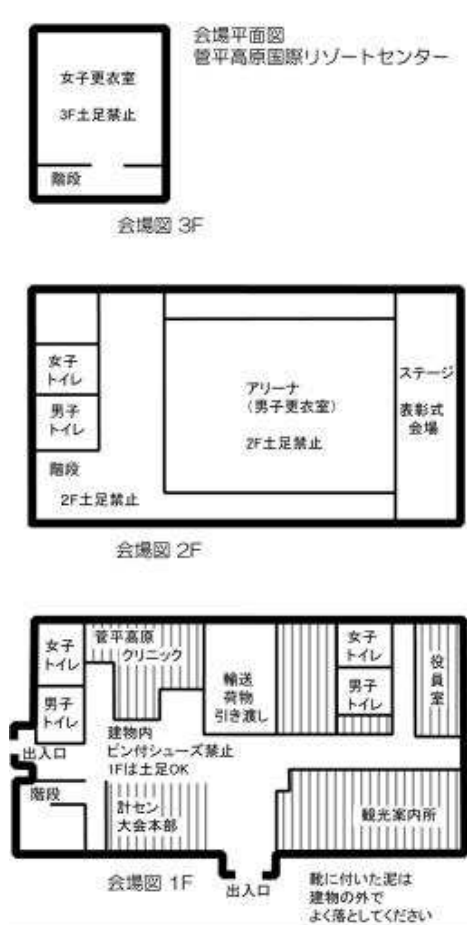 会場平面図
菅平高原国際リゾートセンター
女子更衣室
3F土足禁止
階段
会場図 3F
女子
トイレ
男子
トイレ
階段
2F土足禁止
アリーナ
(男子更衣室)
2F土足禁止
ステージ
表彰式
会場
会場図 2F
女子
トイレ
男子
トイレ
出入口
階段
菅平高原
クリニック
建物内
ピン付シューズ禁止
1Fは土足OK
計セン
大会本部
輸送
荷物
引き渡し
女子
トイレ
男子
トイレ
役員室
観光案内所
会場図 1F
出入口
靴に付いた泥は
建物の外で
よく落としてください